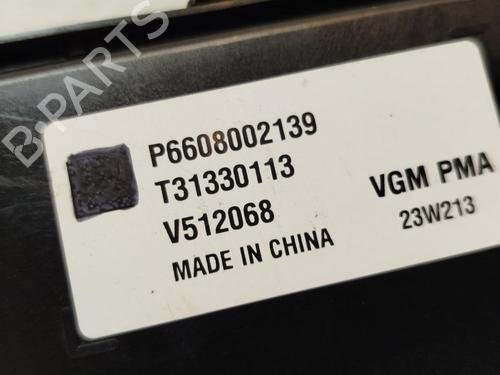 B-PARTS
P6608002139
T31330113
V512068
MADE IN CHINA
VGM PMA
23W213